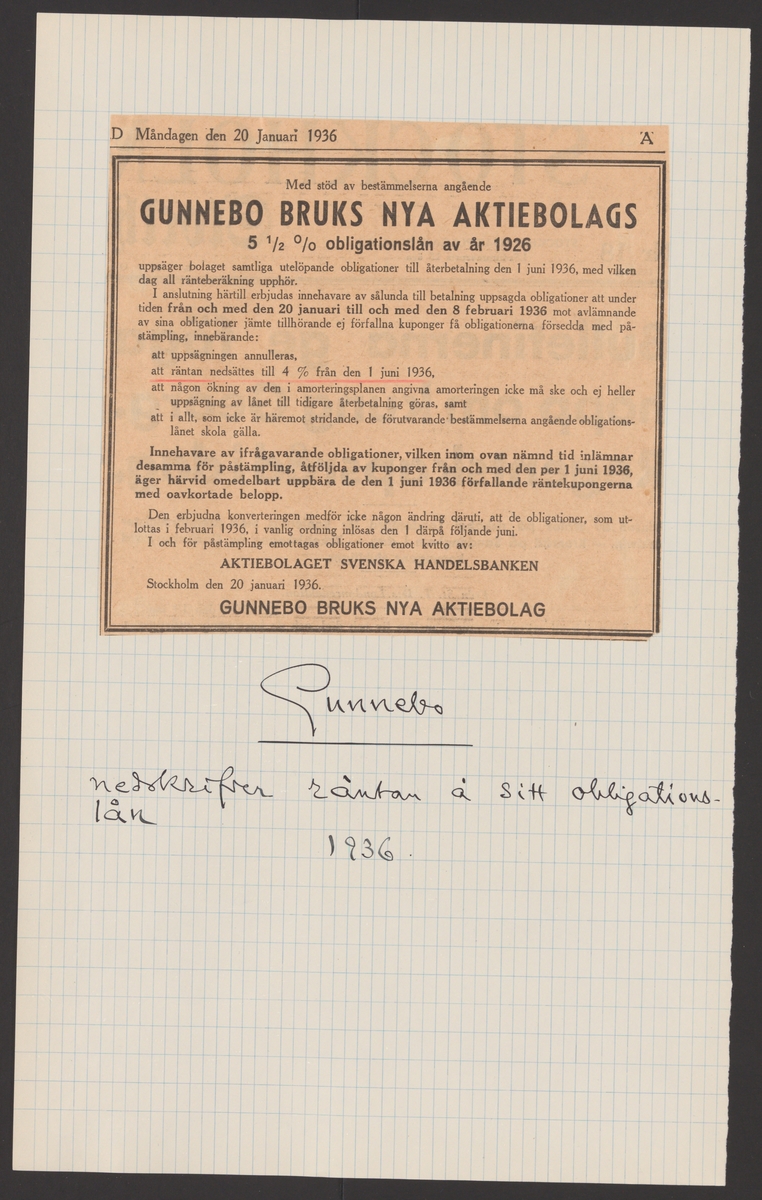 D Måndagen den 20 Januari 1936 A
Med stöd av bestämmelserna angående
GUNNEBO BRUKS NYA AKTIEBOLAGS
5 1/2 % obligationslån av år 1926
uppsäger bolaget samtliga utelöpande obligationer till återbetalning den 1 juni 1936, med vilken
dag all ränteberäkning upphör.
I anslutning härtill erbjudas innehavare av sålunda till betalning uppsagda obligationer att under
tiden från och med den 20 januari till och med den 8 februari 1936 mot avlämnande
av sina obligationer jämte tillhörande ej förfallna kuponger få obligationerna försedda med på-
stämpling, innebärande:
att uppsägningen annulleras,
att räntan nedsättes till 4 % från den 1 juni 1936,
att någon ökning av den i amorteringsplanen angivna amorteringen icke må ske och ej heller
uppsägning av lånet till tidigare återbetalning göras, samt
att i allt, som icke är häremot stridande, de förutvarande bestämmelserna angående obligations-
lånet skola gälla.
Innehavare av ifrågavarande obligationer, vilken inom ovan nämnd tid inlämnar
desamma för påstämpling, åtföljda av kuponger från och med den per 1 juni 1936,
äger härvid omedelbart uppbära de den 1 juni 1936 förfallande räntekupongerna
med oavkortade belopp.
Den erbjudna konverteringen medför icke någon ändring däruti, att de obligationer, som ut-
lottas i februari 1936, i vanlig ordning inlösas den 1 därpå följande juni.
I och för påstämpling emottagas obligationer emot kvitto av:
AKTIEBOLAGET SVENSKA HANDELSBANKEN
Stockholm den 20 januari 1936.
GUNNEBO BRUKS NYA AKTIEBOLAG
Gunnebo
nedskrifver räntan å sitt obligations-
lån
1936.